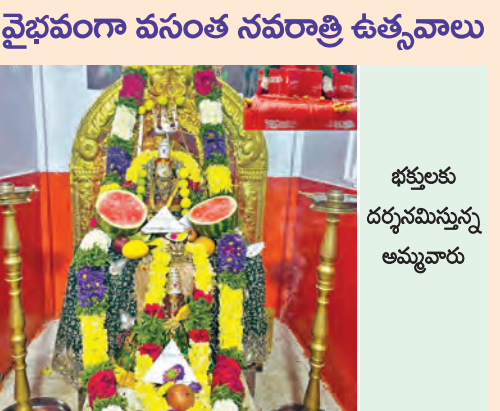 వైభవంగా వసంత నవరాత్రి ఉత్సవాలు
భక్తులకు
దర్శనమిస్తున్న
అమ్మవారు